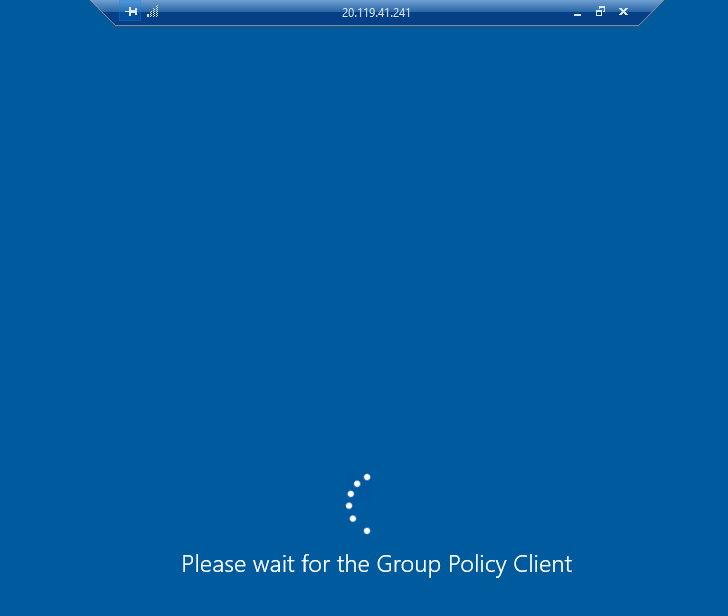 20.119.41.241
Please wait for the Group Policy Client